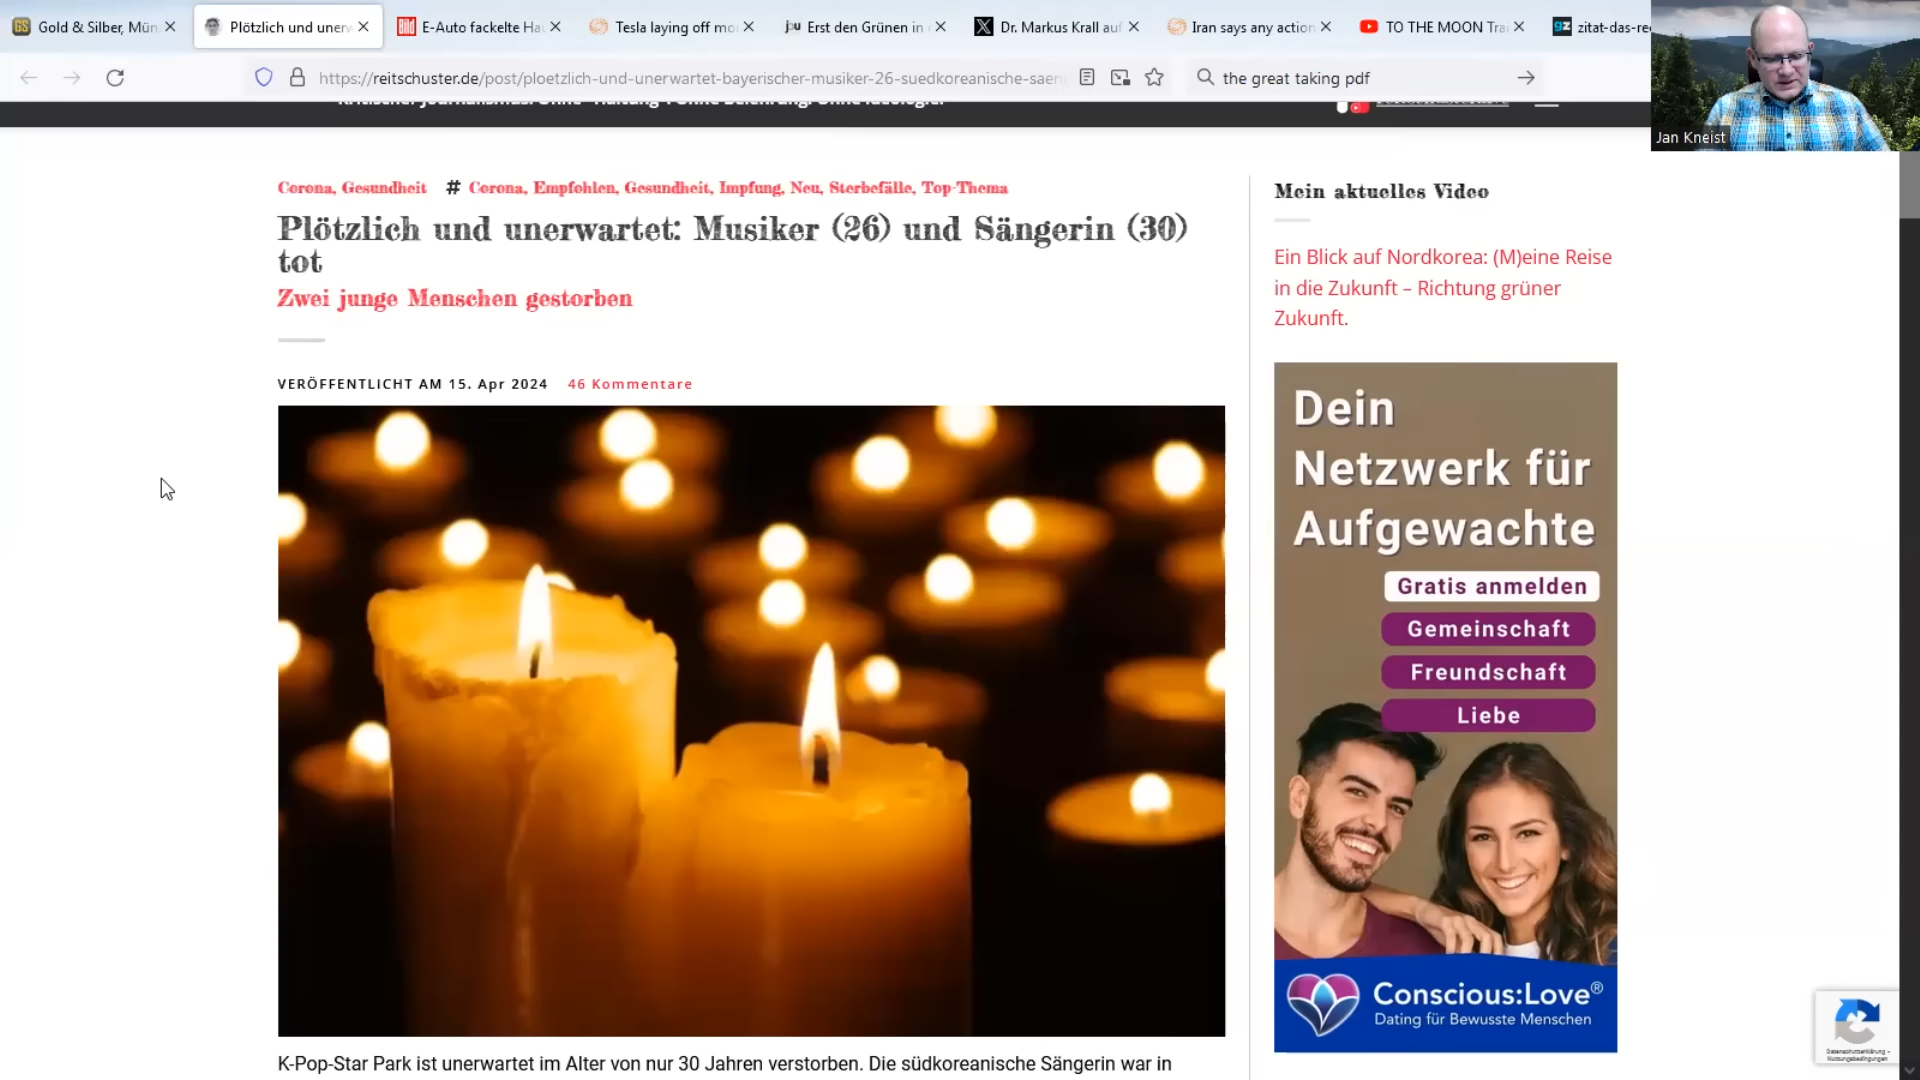 Gold & Silber, Mün
Plötzlich und unerw
E-Auto fackelte Ha
Tesla laying off mo
Erst den Grünen in
Dr. Markus Krall auf
Iran says any action
TO THE MOON Tra
zitat-das-re
https://reitschuster.de/post/ploetzlich-und-unerwartet-bayerischer-musiker-26-suedkoreanische-saen
the great taking pdf
Jan Kneist
Corona, Gesundheit # Corona, Empfohlen, Gesundheit, Impfung, Neu, Sterbefälle, Top-Thema
Plötzlich und unerwartet: Musiker (26) und Sängerin (30)
tot
Zwei junge Menschen gestorben
VERÖFFENTLICHT AM 15. Apr 2024 46 Kommentare
K-Pop-Star Park ist unerwartet im Alter von nur 30 Jahren verstorben. Die südkoreanische Sängerin war in
Mein aktuelles Video
Ein Blick auf Nordkorea: (M)eine Reise
in die Zukunft – Richtung grüner
Zukunft.
Dein
Netzwerk für
Aufgewachte
Gratis anmelden
Gemeinschaft
Freundschaft
Liebe
Conscious:Love®
Dating für Bewusste Menschen
Datenschutzerklärung -
Nutzungsbedingungen